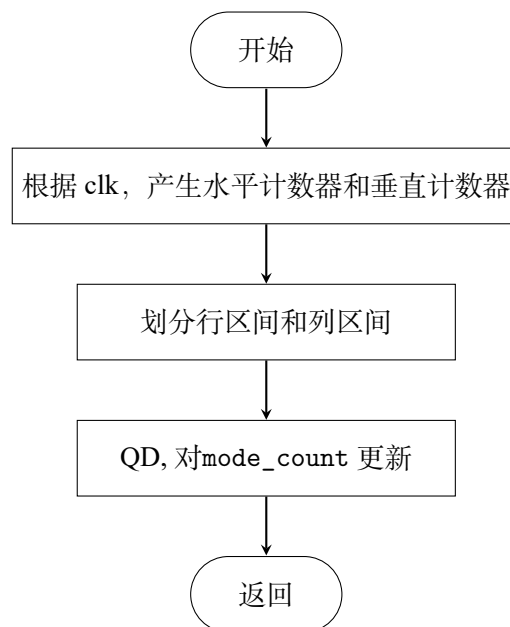 开始
根据 clk，产生水平计数器和垂直计数器
划分行区间和列区间
QD, 对mode_count 更新
返回